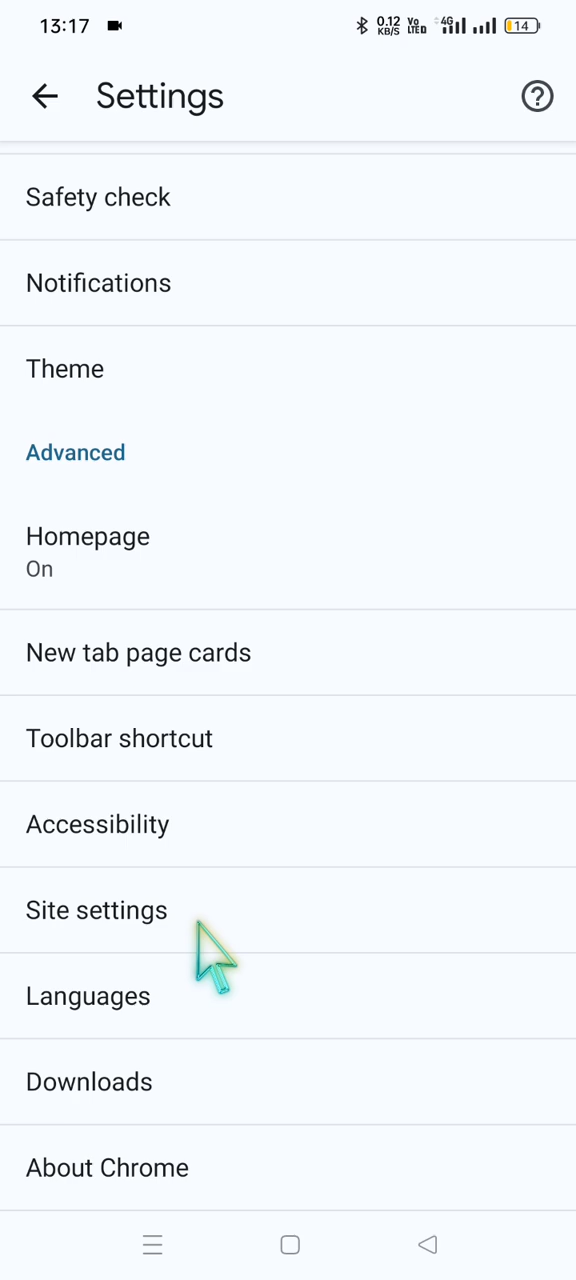 13:17
0.12
KB/S
Vo
LTE
4G
14
Settings
Safety check
Notifications
Theme
Advanced
Homepage
On
New tab page cards
Toolbar shortcut
Accessibility
Site settings
Languages
Downloads
About Chrome